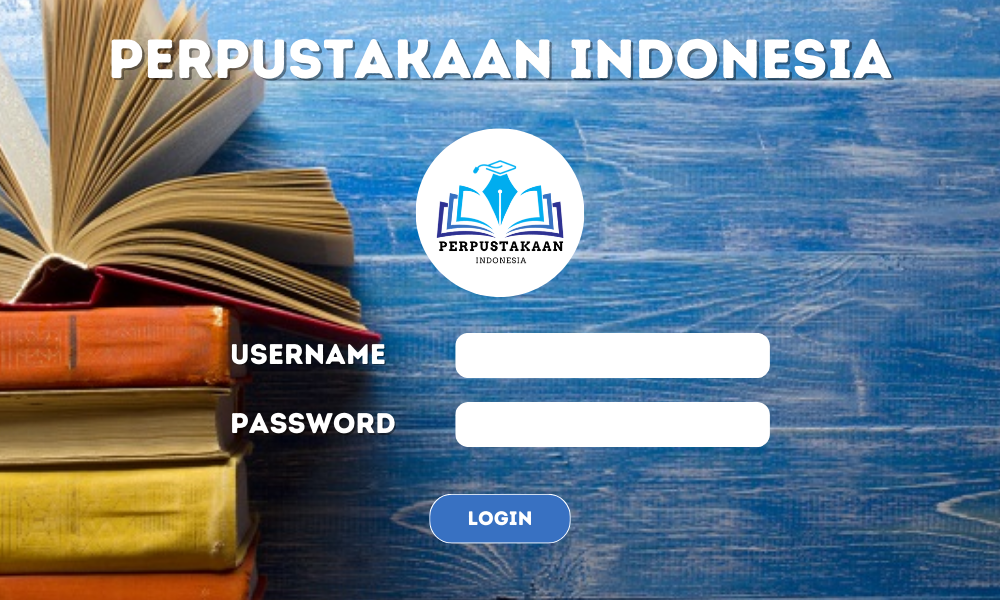 PERPUSTAKAAN INDONESIA
PERPUSTAKAAN
INDONESIA
USERNAME
PASSWORD
LOGIN